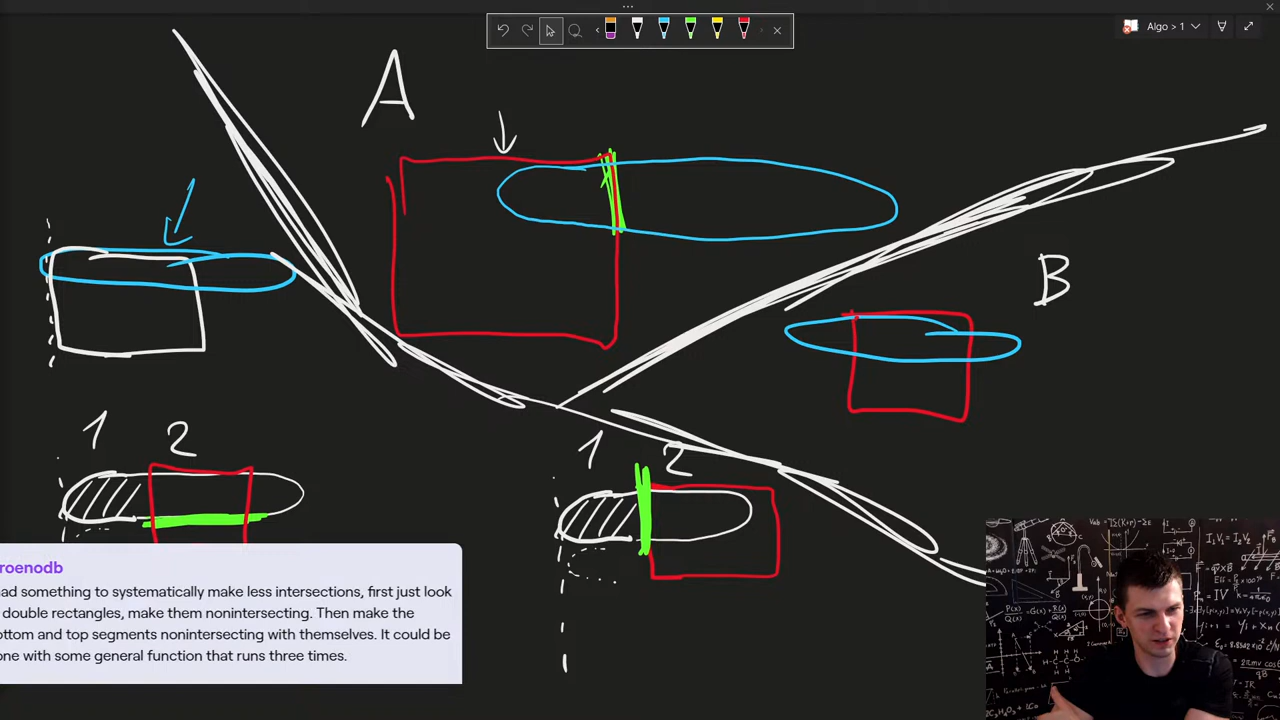 Algo > 1
A
B
1 2
1 2
roenodb
ad something to systematically make less intersections, first just look
double rectangles, make them nonintersecting. Then make the
ottom and top segments nonintersecting with themselves. It could be
one with some general function that runs three times.